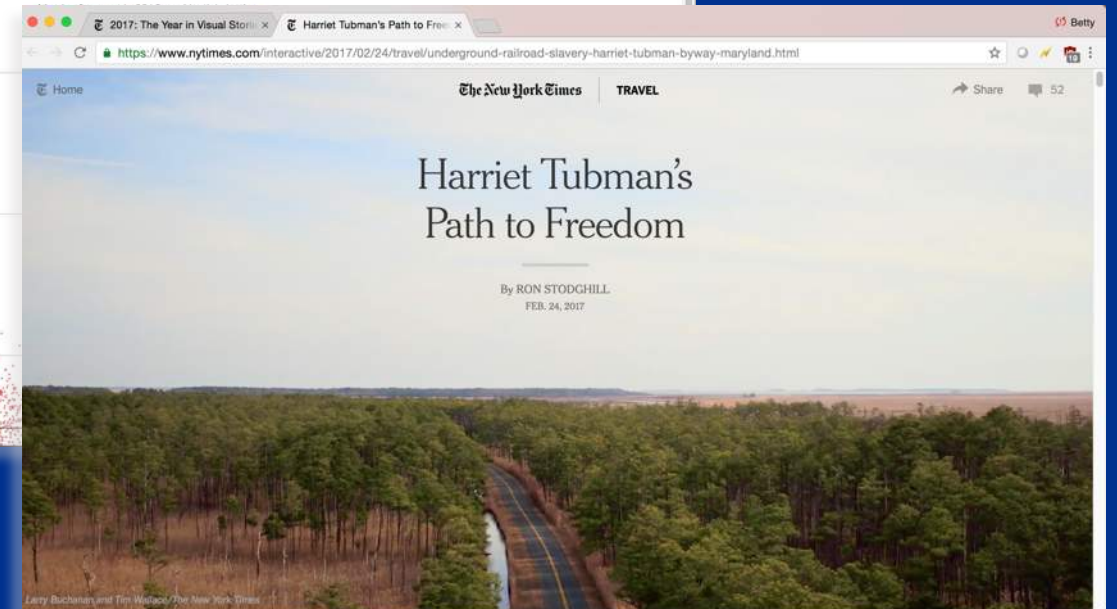 2017: The Year in Visual Storie
Harriet Tubman's Path to Free
Betty
https://www.nytimes.com/interactive/2017/02/24/travel/underground-railroad-slavery-harriet-tubman-byway-maryland.html
19
Home
The New York Times
TRAVEL
Share
52
Harriet Tubman's
Path to Freedom
By RON STODGHILL
FEB. 24, 2017
Larry Buchanan and Tim Wallace/The New York Times